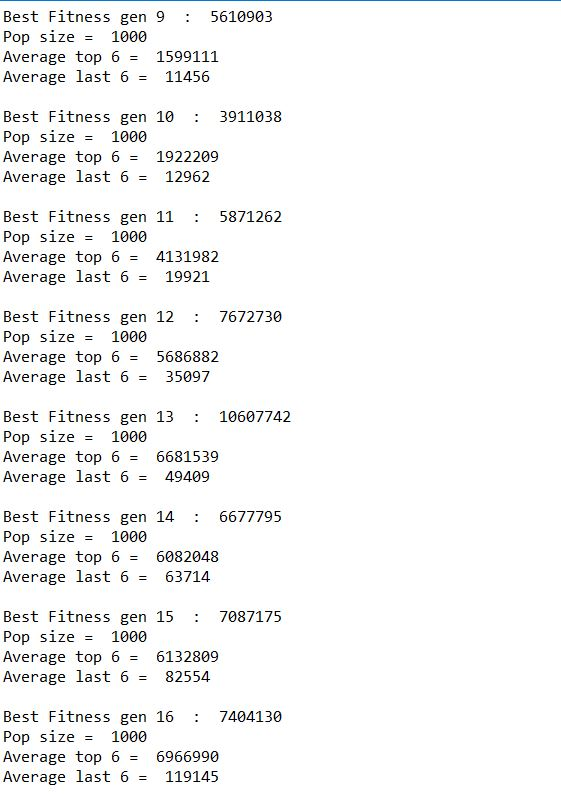 Best Fitness gen 9  :  5610903
Pop size =  1000
Average top 6 =  1599111
Average last 6 =  11456
Best Fitness gen 10  :  3911038
Pop size =  1000
Average top 6 =  1922209
Average last 6 =  12962
Best Fitness gen 11  :  5871262
Pop size =  1000
Average top 6 =  4131982
Average last 6 =  19921
Best Fitness gen 12  :  7672730
Pop size =  1000
Average top 6 =  5686882
Average last 6 =  35097
Best Fitness gen 13  :  10607742
Pop size =  1000
Average top 6 =  6681539
Average last 6 =  49409
Best Fitness gen 14  :  6677795
Pop size =  1000
Average top 6 =  6082048
Average last 6 =  63714
Best Fitness gen 15  :  7087175
Pop size =  1000
Average top 6 =  6132809
Average last 6 =  82554
Best Fitness gen 16  :  7404130
Pop size =  1000
Average top 6 =  6966990
Average last 6 =  119145